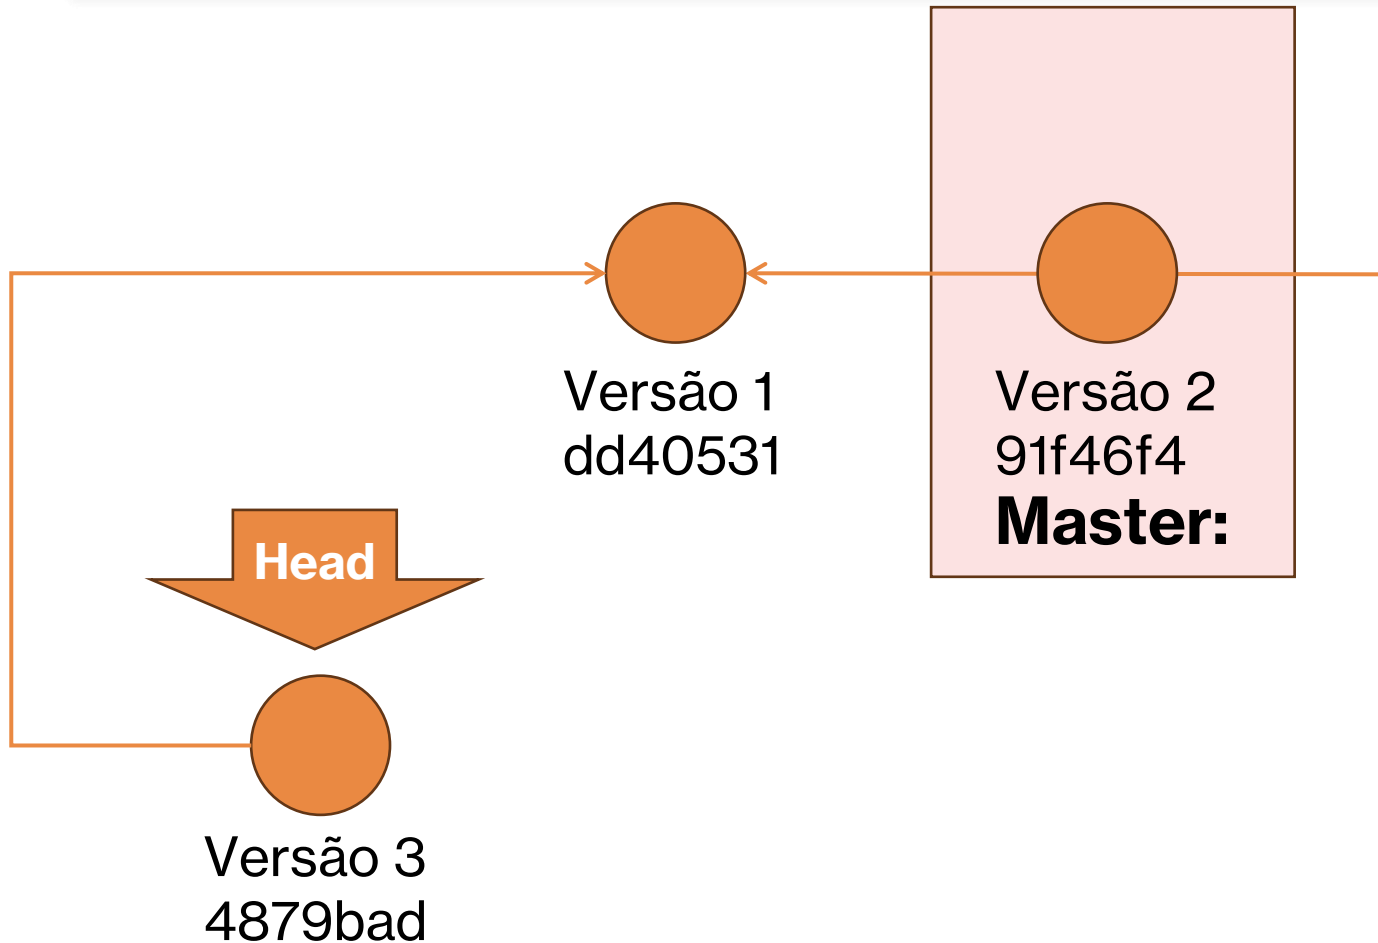 Versão 1
dd40531
Versão 2
91f46f4
Master:
Head
Versão 3
4879bad